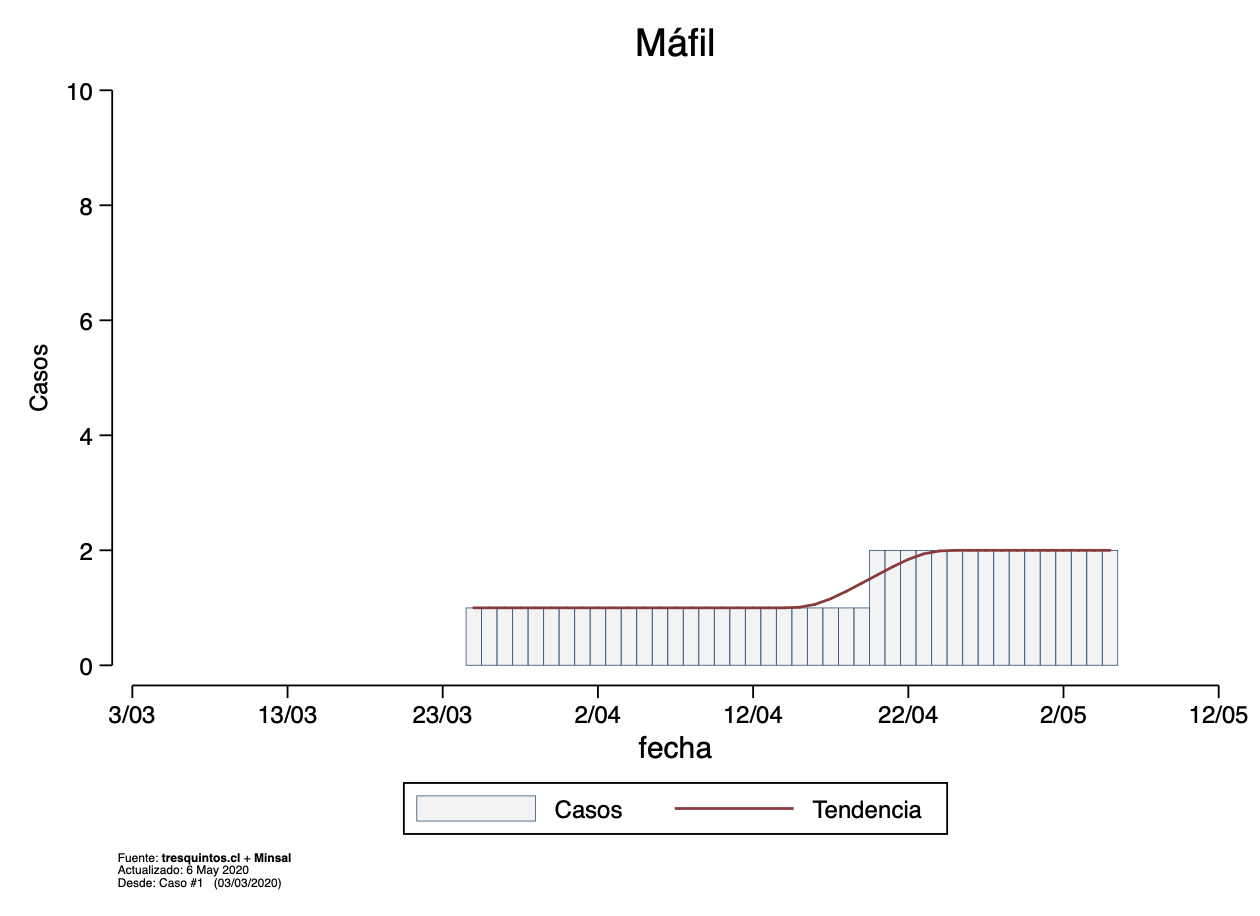 Máfil
10
8
6
4
2
0
Casos
3/03 13/03 23/03 2/04 12/04 22/04 2/05 12/05
fecha
Casos Tendencia
Fuente: tresquintos.cl + Minsal
Actualizado: 6 May 2020
Desde: Caso #1 (03/03/2020)